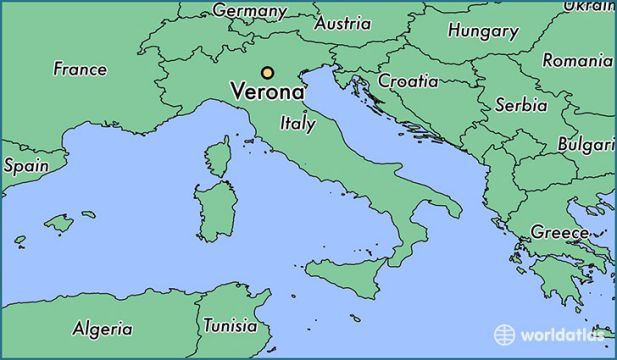 Germany
Ukrain
Austria
Hungary
France
Romania
Croatia
Verona
Serbia
Italy
Bulgari
Spain
Greece
Algeria
Tunisia
worldatlas